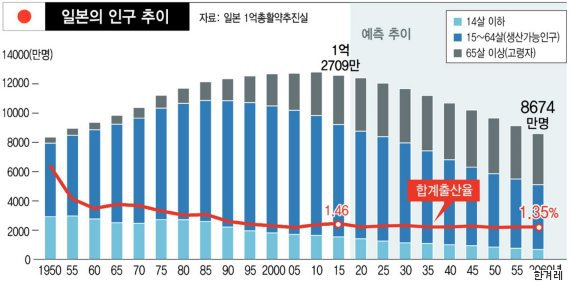 일본의 인구 추이
자료: 일본 1억총활약추진실
예측 추이
14살 이하
15~64살(생산가능인구)
65살 이상(고령자)
14000(만명)
12000
10000
8000
6000
4000
2000
0
1억
2709만
8674
만명
합계출산율
1.46
1.35%
1950 55 60 65 70 75 80 85 90 95 2000 05 10 15 20 25 30 35 40 45 50 55 2060년
한겨레